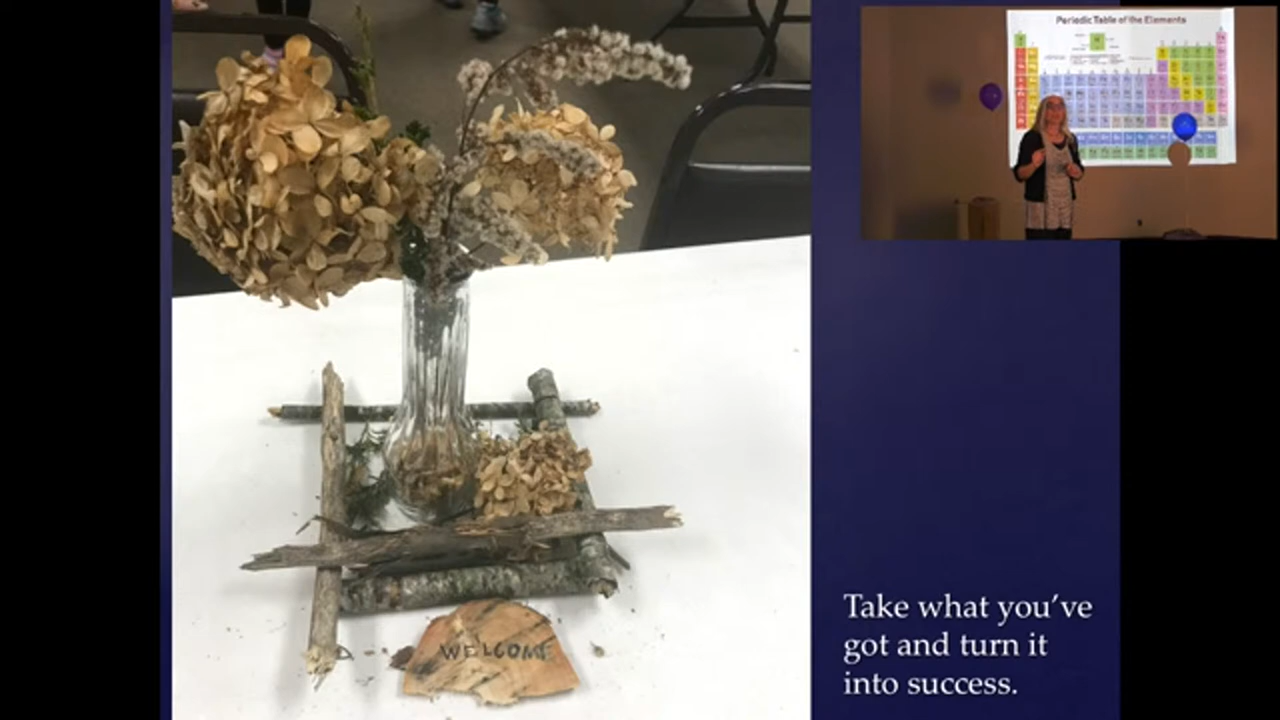 Periodic Table of the Elements
WELCOME
Take what you've
got and turn it
into success.